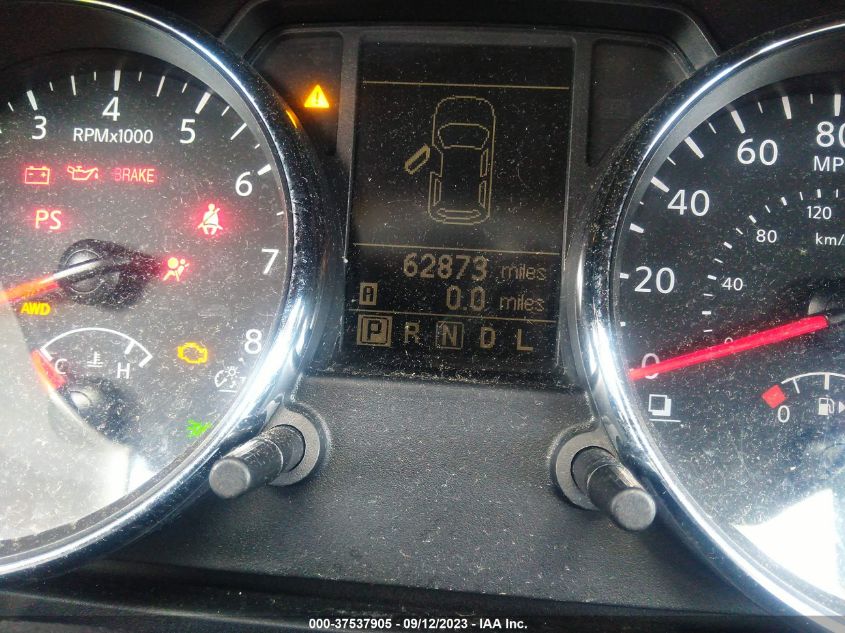 3 4 5 6 7 8
RPMx1000
BRAKE
PS
AWD
C H
62873 miles
A 0.0 miles
P R N D L
0 20 40 60 80
MP
40 80 120
km/
0
000-37537905 - 09/12/2023 - IAA Inc.